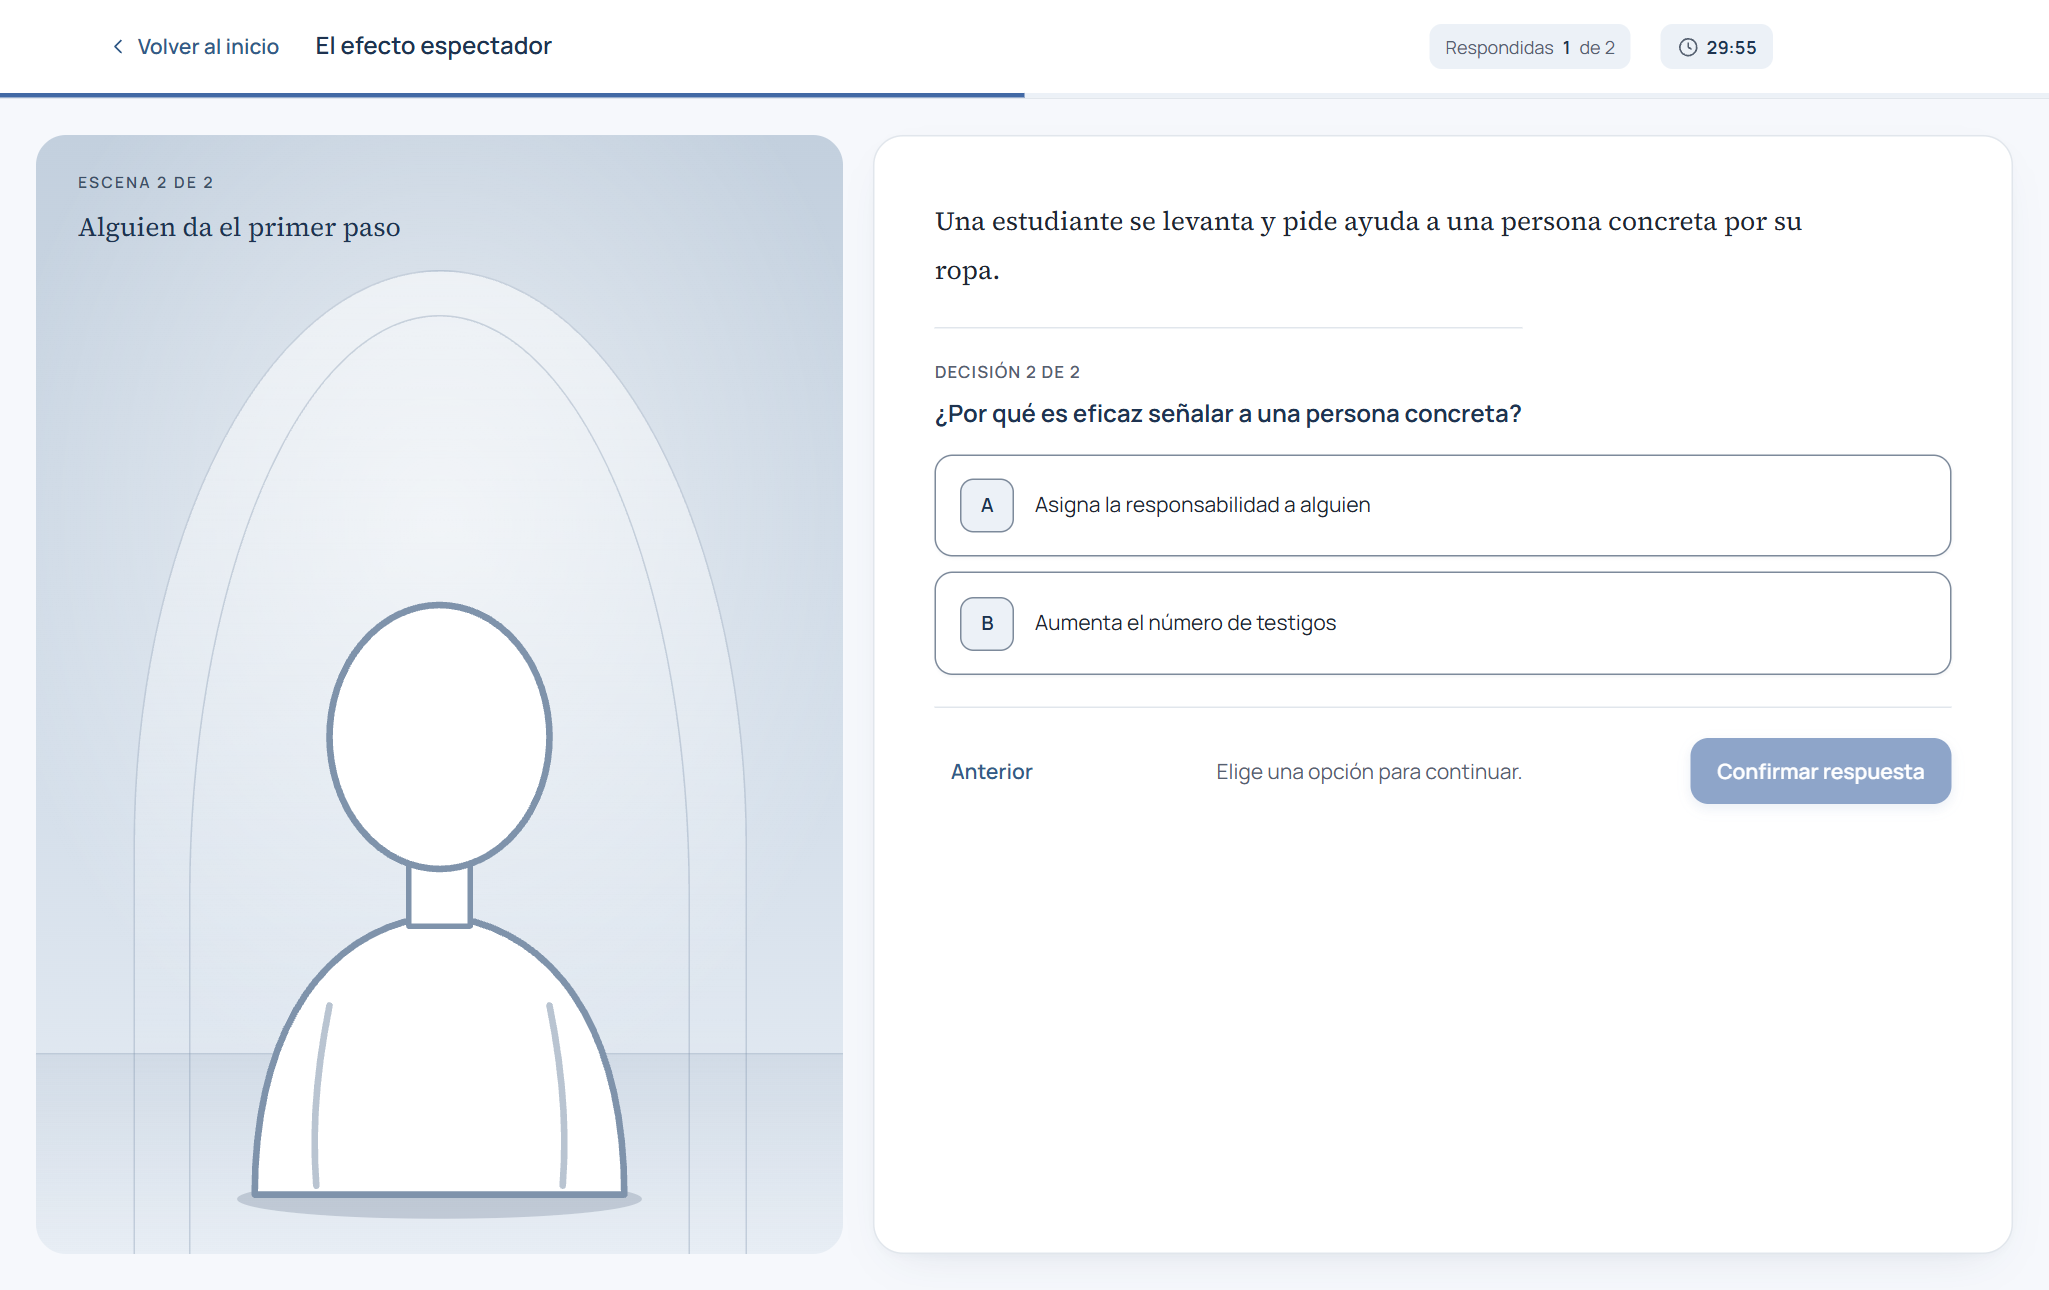 Volver al inicio
El efecto espectador
Respondidas 1 de 2
29:55
ESCENA 2 DE 2
Alguien da el primer paso
Una estudiante se levanta y pide ayuda a una persona concreta por su
ropa.
DECISIÓN 2 DE 2
¿Por qué es eficaz señalar a una persona concreta?
A Asigna la responsabilidad a alguien
B Aumenta el número de testigos
Anterior
Elige una opción para continuar.
Confirmar respuesta